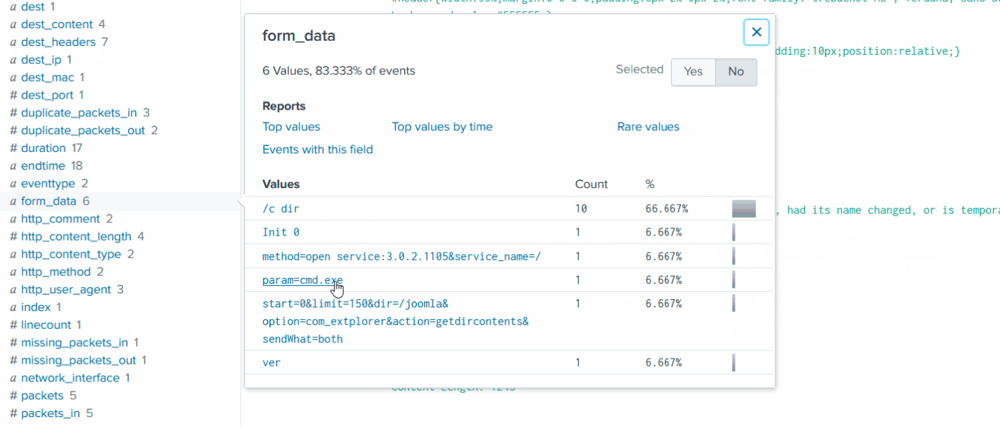 a dest 1
a dest_content 4
a dest_headers 7
a dest_ip 1
a dest_mac 1
# dest_port 1
# duplicate_packets_in 3
# duplicate_packets_out 2
# duration 17
a endtime 18
a eventtype 2
a form_data 6
a http_comment 2
# http_content_length 4
a http_content_type 2
a http_method 2
a http_user_agent 3
a index 1
# linecount 1
# missing_packets_in 1
# missing_packets_out 1
a network_interface 1
# packets 5
# packets_in 5
form_data
6 Values, 83.333% of events
Selected Yes No
Reports
Top values Top values by time Rare values
Events with this field
Values Count %
/c dir 10 66.667%
Init 0 1 6.667%
method=open service:3.0.2.1105&service_name=/ 1 6.667%
param=cmd.exe 1 6.667%
start=0&limit=150&dir=/joomla& 1 6.667%
option=com_extplorer&action=getdircontents&
sendWhat=both
ver 1 6.667%
dding:10px;position:relative;}
, had its name changed, or is tempora